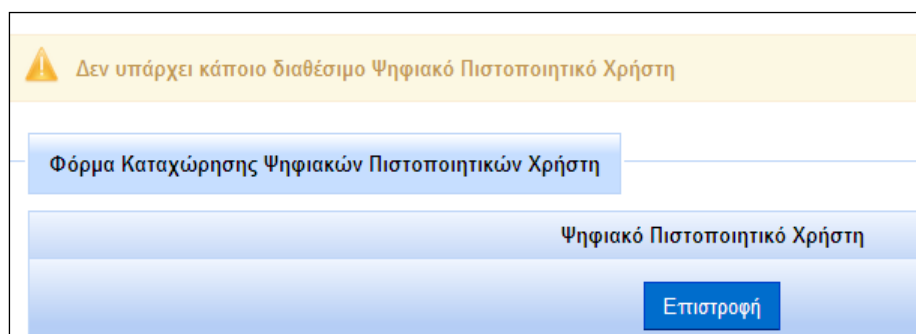 Δεν υπάρχει κάποιο διαθέσιμο Ψηφιακό Πιστοποιητικό Χρήστη
Φόρμα Καταχώρησης Ψηφιακών Πιστοποιητικών Χρήστη
Ψηφιακό Πιστοποιητικό Χρήστη
Επιστροφή